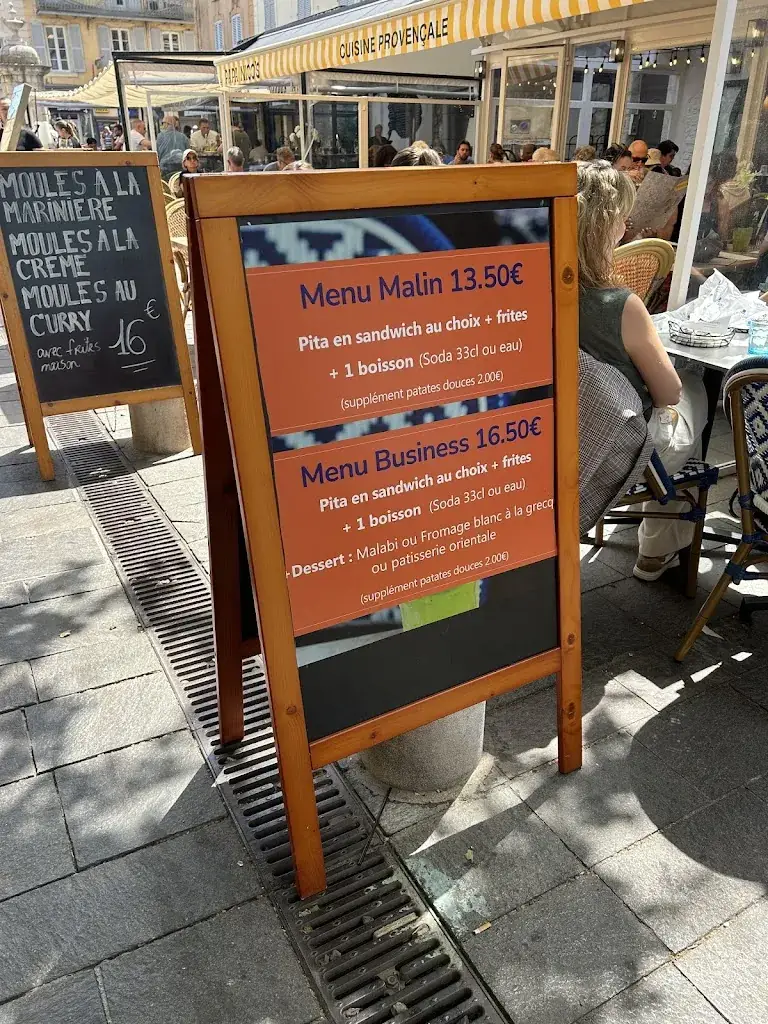 CUISINE PROVENÇALE
MOULES À LA
MARINIERE
MOULES À LA
CREME
MOULES AU
CURRY
avec frites
maison
16€
Menu Malin 13.50€
Pita en sandwich au choix + frites
+ 1 boisson (Soda 33cl ou eau)
(supplément patates douces 2.00€)
Menu Business 16.50€
Pita en sandwich au choix + frites
+ 1 boisson (Soda 33cl ou eau)
+Dessert : Malabi ou Fromage blanc à la grecq
ou patisserie orientale
(supplément patates douces 2.00€)